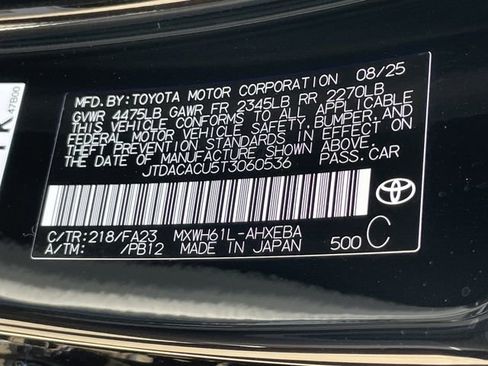 47B00
MFD.BY:TOYOTA MOTOR CORPORATION 08/25
GVWR 4475LB GAWR FR 2345LB RR 2270LB
THIS VEHICLE CONFORMS TO ALL APPLICABLE
FEDERAL MOTOR VEHICLE SAFETY, BUMPER, AND
THEFT PREVENTION STANDARDS IN EFFECT ON THE
DATE OF MANUFACTURE SHOWN ABOVE.
JTDACACU5T3060536 PASS.CAR
C/TR:218/FA23 MXWH61L-AHXEBA
A/TM: /PB12 MADE IN JAPAN 500 C